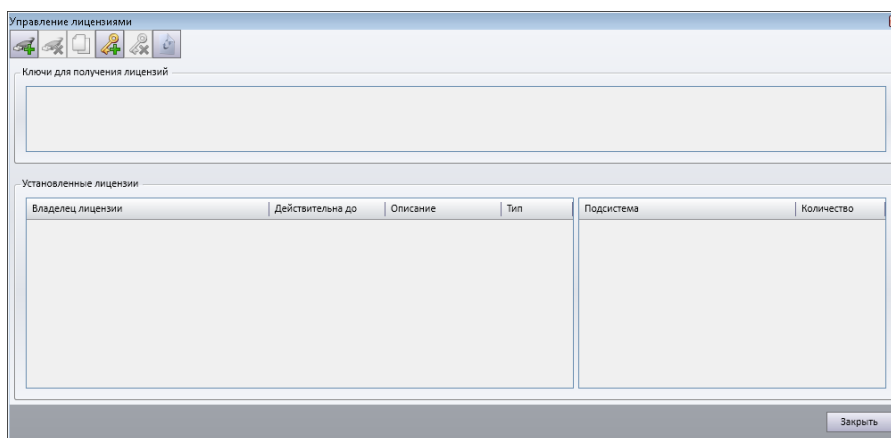 Управление лицензиями
Ключи для получения лицензий
Установленные лицензии
Владелец лицензии Действительна до Описание Тип Подсистема Количество
Закрыть